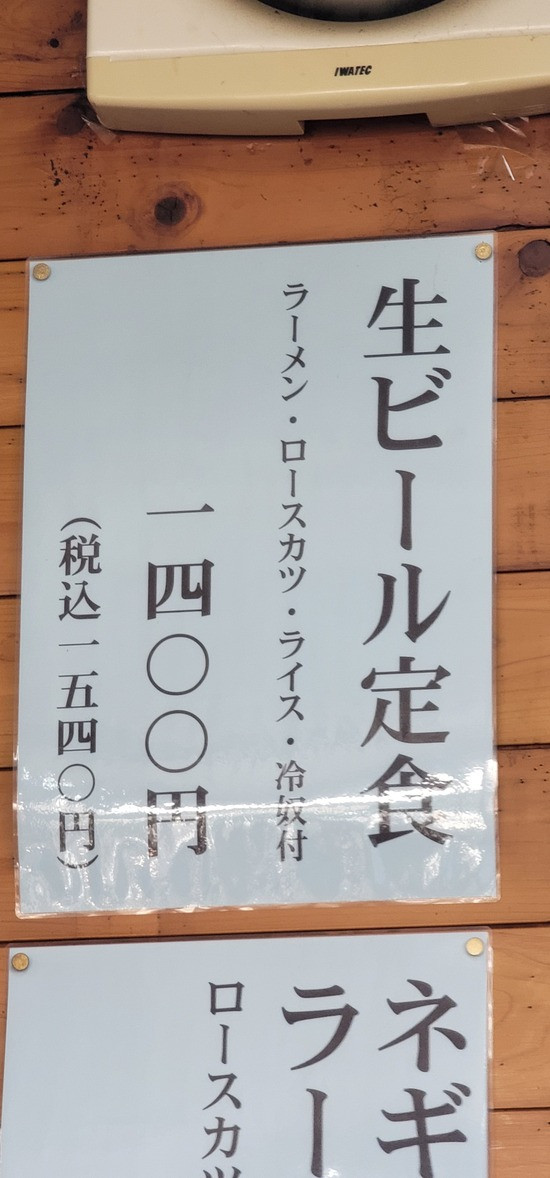 IWATEC
生ビール定食
ラーメン・ロースカツ・ライス・冷奴付
一四〇〇円
（税込一五四〇円）
ネギ
ラー
ロースカツ